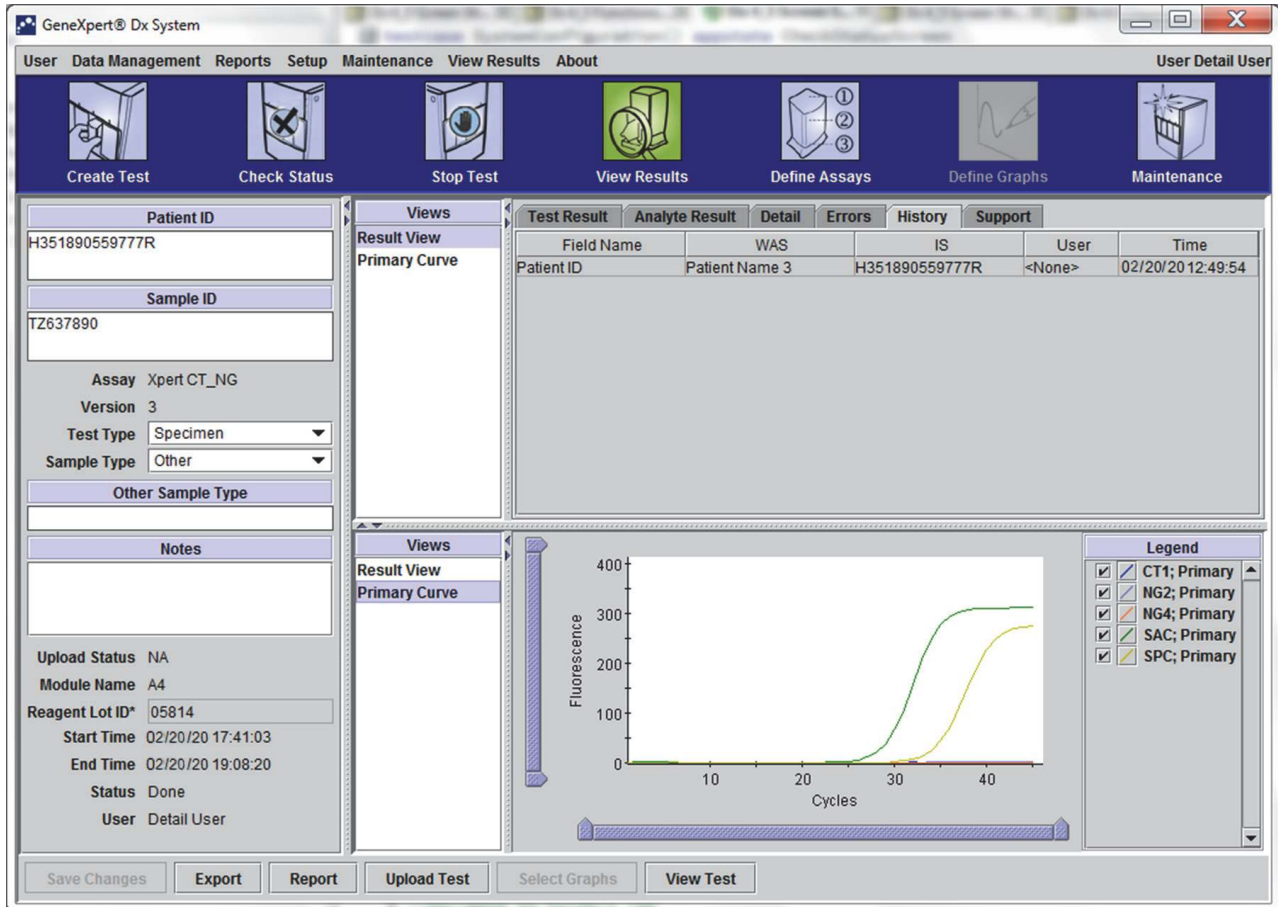 GeneXpert® Dx System
User Data Management Reports Setup Maintenance View Results About User Detail User
Create Test Check Status Stop Test View Results Define Assays Define Graphs Maintenance
Patient ID
H351890559777R
Sample ID
TZ637890
Assay Xpert CT_NG
Version 3
Test Type Specimen
Sample Type Other
Other Sample Type
Notes
Upload Status NA
Module Name A4
Reagent Lot ID* 05814
Start Time 02/20/20 17:41:03
End Time 02/20/20 19:08:20
Status Done
User Detail User
Views
Result View
Primary Curve
Test Result Analyte Result Detail Errors History Support
Field Name WAS IS User Time
Patient ID Patient Name 3 H351890559777R <None> 02/20/20 12:49:54
Views
Result View
Primary Curve
Fluorescence
400
300
200
100
0
10 20 30 40
Cycles
Legend
CT1; Primary
NG2; Primary
NG4; Primary
SAC; Primary
SPC; Primary
Save Changes Export Report Upload Test Select Graphs View Test